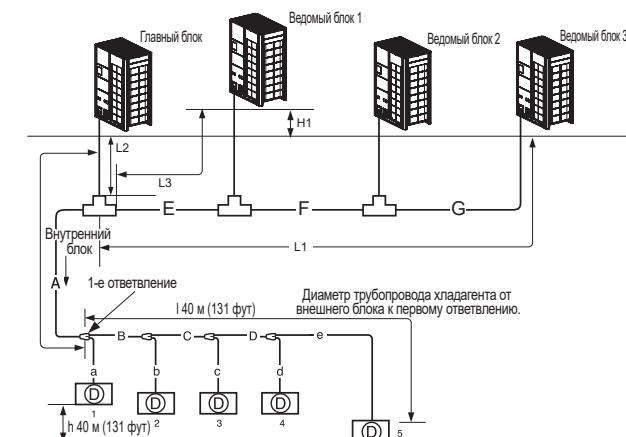 Главный блок
Ведомый блок 1
Ведомый блок 2
Ведомый блок 3
H1
L2
L3
E
F
G
Внутренний
блок
L1
A
1-е ответвление
l 40 м (131 фут)
Диаметр трубопровода хладагента от
внешнего блока к первому ответвлению.
B
C
D
e
a
b
c
d
D
D
D
D
1
2
3
4
h 40 м (131 фут)
D
5